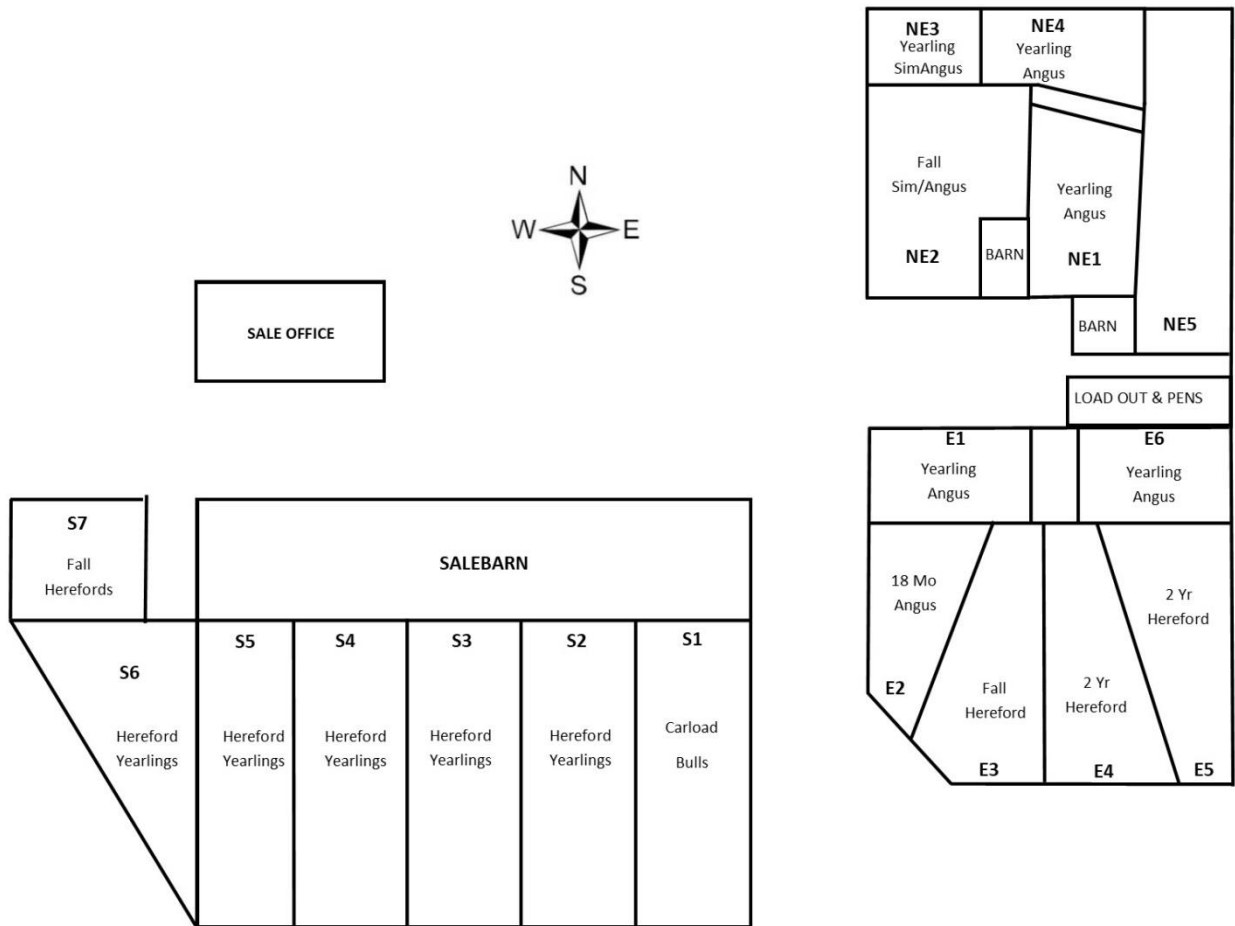 NE3
Yearling
SimAngus
NE4
Yearling
Angus
Fall
Sim/Angus
NE2
BARN
Yearling
Angus
NE1
BARN
NE5
N
W E
S
SALE OFFICE
LOAD OUT & PENS
E1
Yearling
Angus
E6
Yearling
Angus
18 Mo
Angus
E2
Fall
Hereford
E3
2 Yr
Hereford
E4
2 Yr
Hereford
E5
S7
Fall
Herefords
SALEBARN
S6
Hereford
Yearlings
S5
Hereford
Yearlings
S4
Hereford
Yearlings
S3
Hereford
Yearlings
S2
Hereford
Yearlings
S1
Carload
Bulls